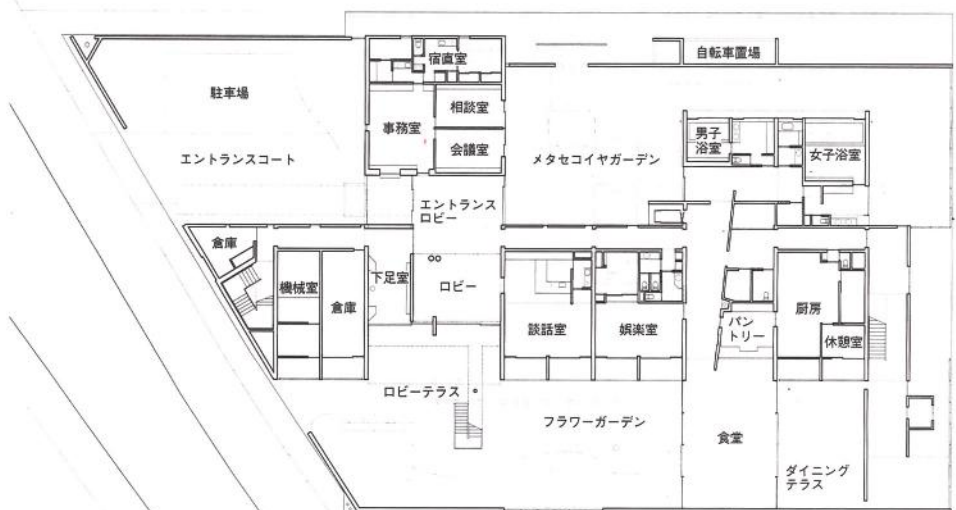 宿直室
自転車置場
駐車場
相談室
事務室
男子
浴室
会議室
女子浴室
エントランスコート
メタセコイヤガーデン
エントランス
ロビー
倉庫
下足室
機械室
ロビー
倉庫
厨房
談話室
娯楽室
パン
トリー
休憩室
ロビーテラス
フラワーガーデン
食堂
ダイニング
テラス